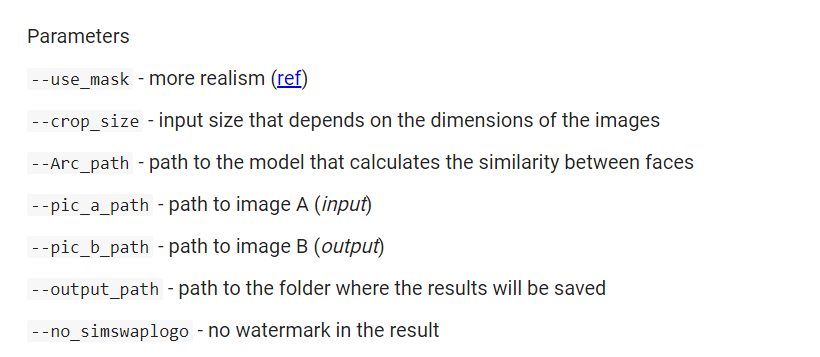 Parameters
--use_mask - more realism (ref)
--crop_size - input size that depends on the dimensions of the images
--Arc_path - path to the model that calculates the similarity between faces
--pic_a_path - path to image A (input)
--pic_b_path - path to image B (output)
--output_path - path to the folder where the results will be saved
--no_simswaplogo - no watermark in the result